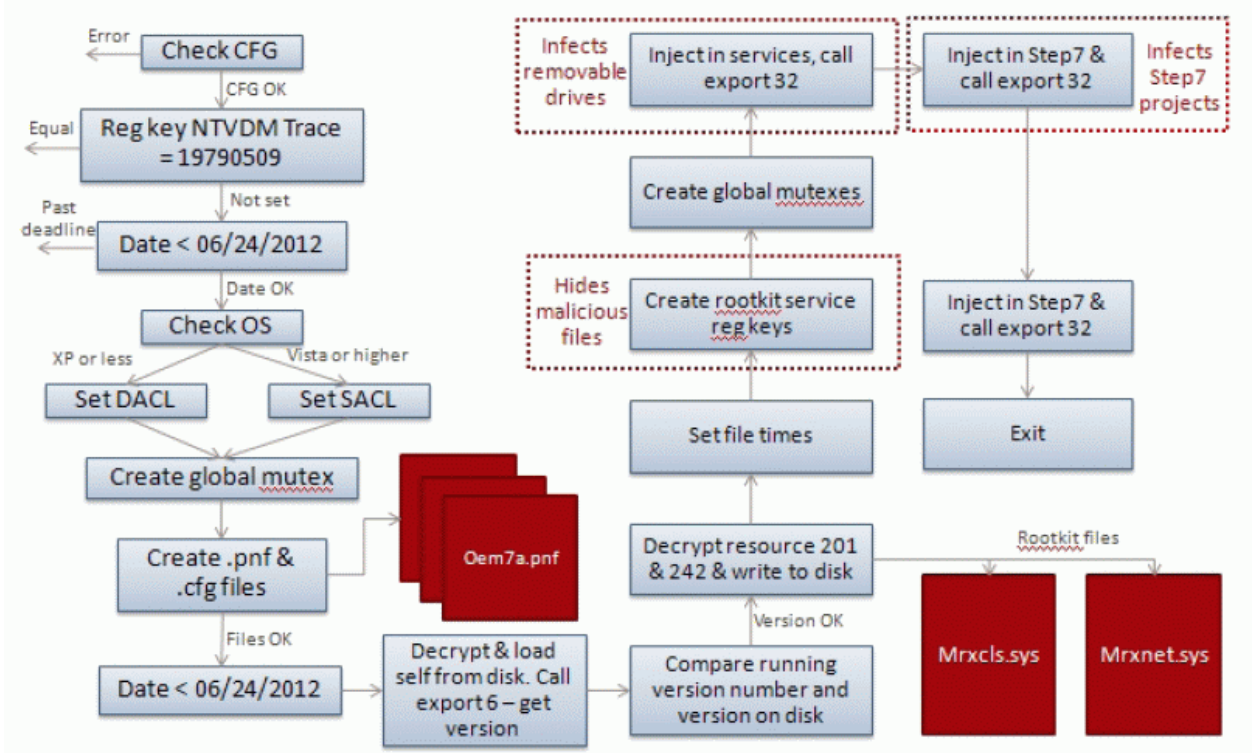 Error
Check CFG
CFG OK
Equal
Reg key NTVDM Trace
= 19790509
Not set
Past
deadline
Date < 06/24/2012
Date OK
Check OS
XP or less
Vista or higher
Set DACL
Set SACL
Create global mutex
Create .pnf &
.cfg files
Oem7a.pnf
Files OK
Date < 06/24/2012
Decrypt & load
self from disk. Call
export 6 – get
version
Compare running
version number and
version on disk
Version OK
Decrypt resource 201
& 242 & write to disk
Rootkit files
Mrxcls.sys
Mrxnet.sys
Set file times
Hides
malicious
files
Create rootkit service
reg keys
Create global mutexes
Infects
removable
drives
Inject in services, call
export 32
Inject in Step7 &
call export 32
Infects
Step7
projects
Inject in Step7 &
call export 32
Exit